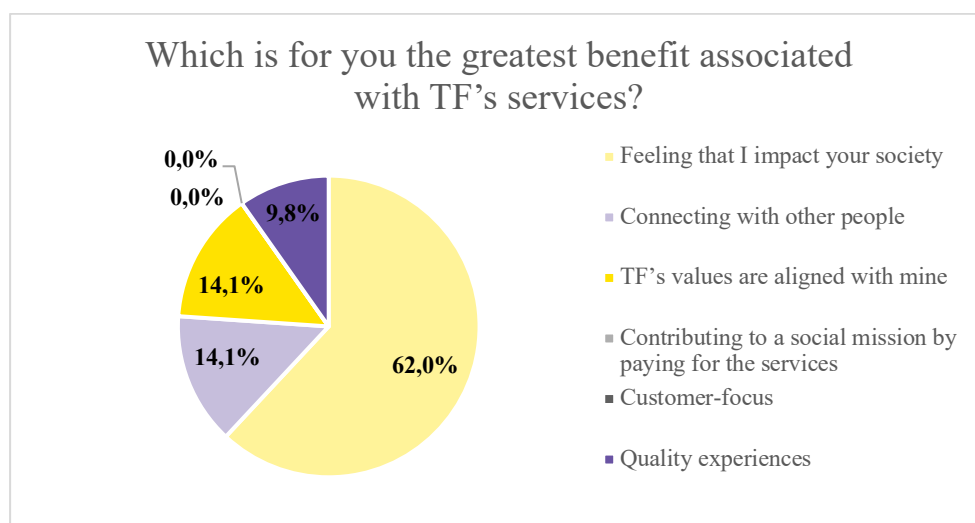 Which is for you the greatest benefit associated
with TF's services?
0,0%
0,0%
9,8%
14,1%
14,1%
62,0%
Feeling that I impact your society
Connecting with other people
TF's values are aligned with mine
Contributing to a social mission by
paying for the services
Customer-focus
Quality experiences